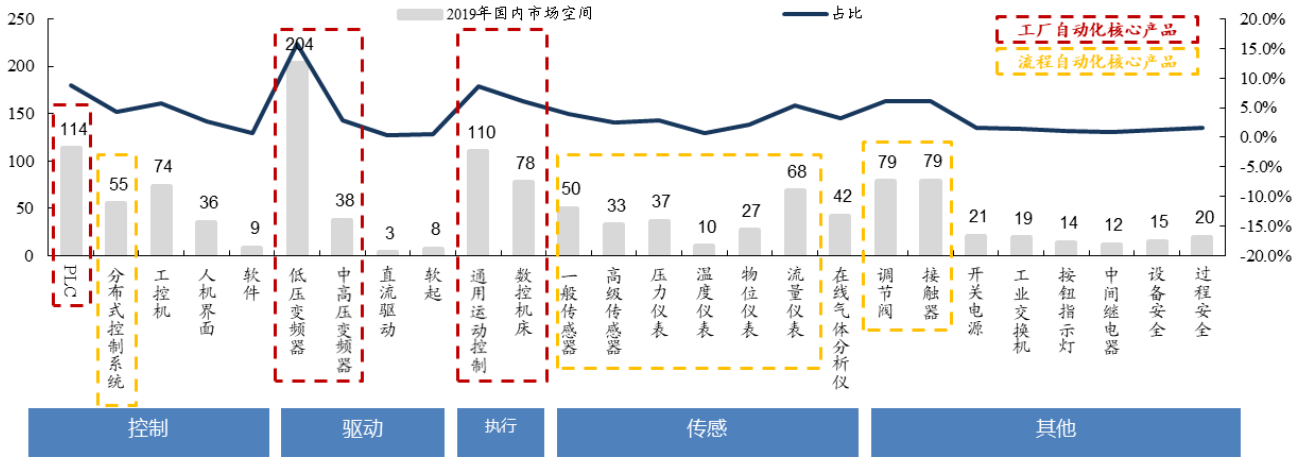 2019年国内市场空间
占比
工厂自动化核心产品
流程自动化核心产品
250
200
150
100
50
0
20.0%
15.0%
10.0%
5.0%
0.0%
-5.0%
-10.0%
-15.0%
-20.0%
114
55
74
36
9
204
38
3
8
110
78
50
33
37
10
27
68
42
79
79
21
19
14
12
15
20
PLC
分布式控制系统
工控机
人机界面
软件
低压变频器
中高压变频器
直流驱动
软起
通用运动控制
数控机床
一般传感器
高级传感器
压力仪表
温度仪表
物位仪表
流量仪表
在线气体分析仪
调节阀
接触器
开关电源
工业交换机
按钮指示灯
中间继电器
设备安全
过程安全
控制
驱动
执行
传感
其他